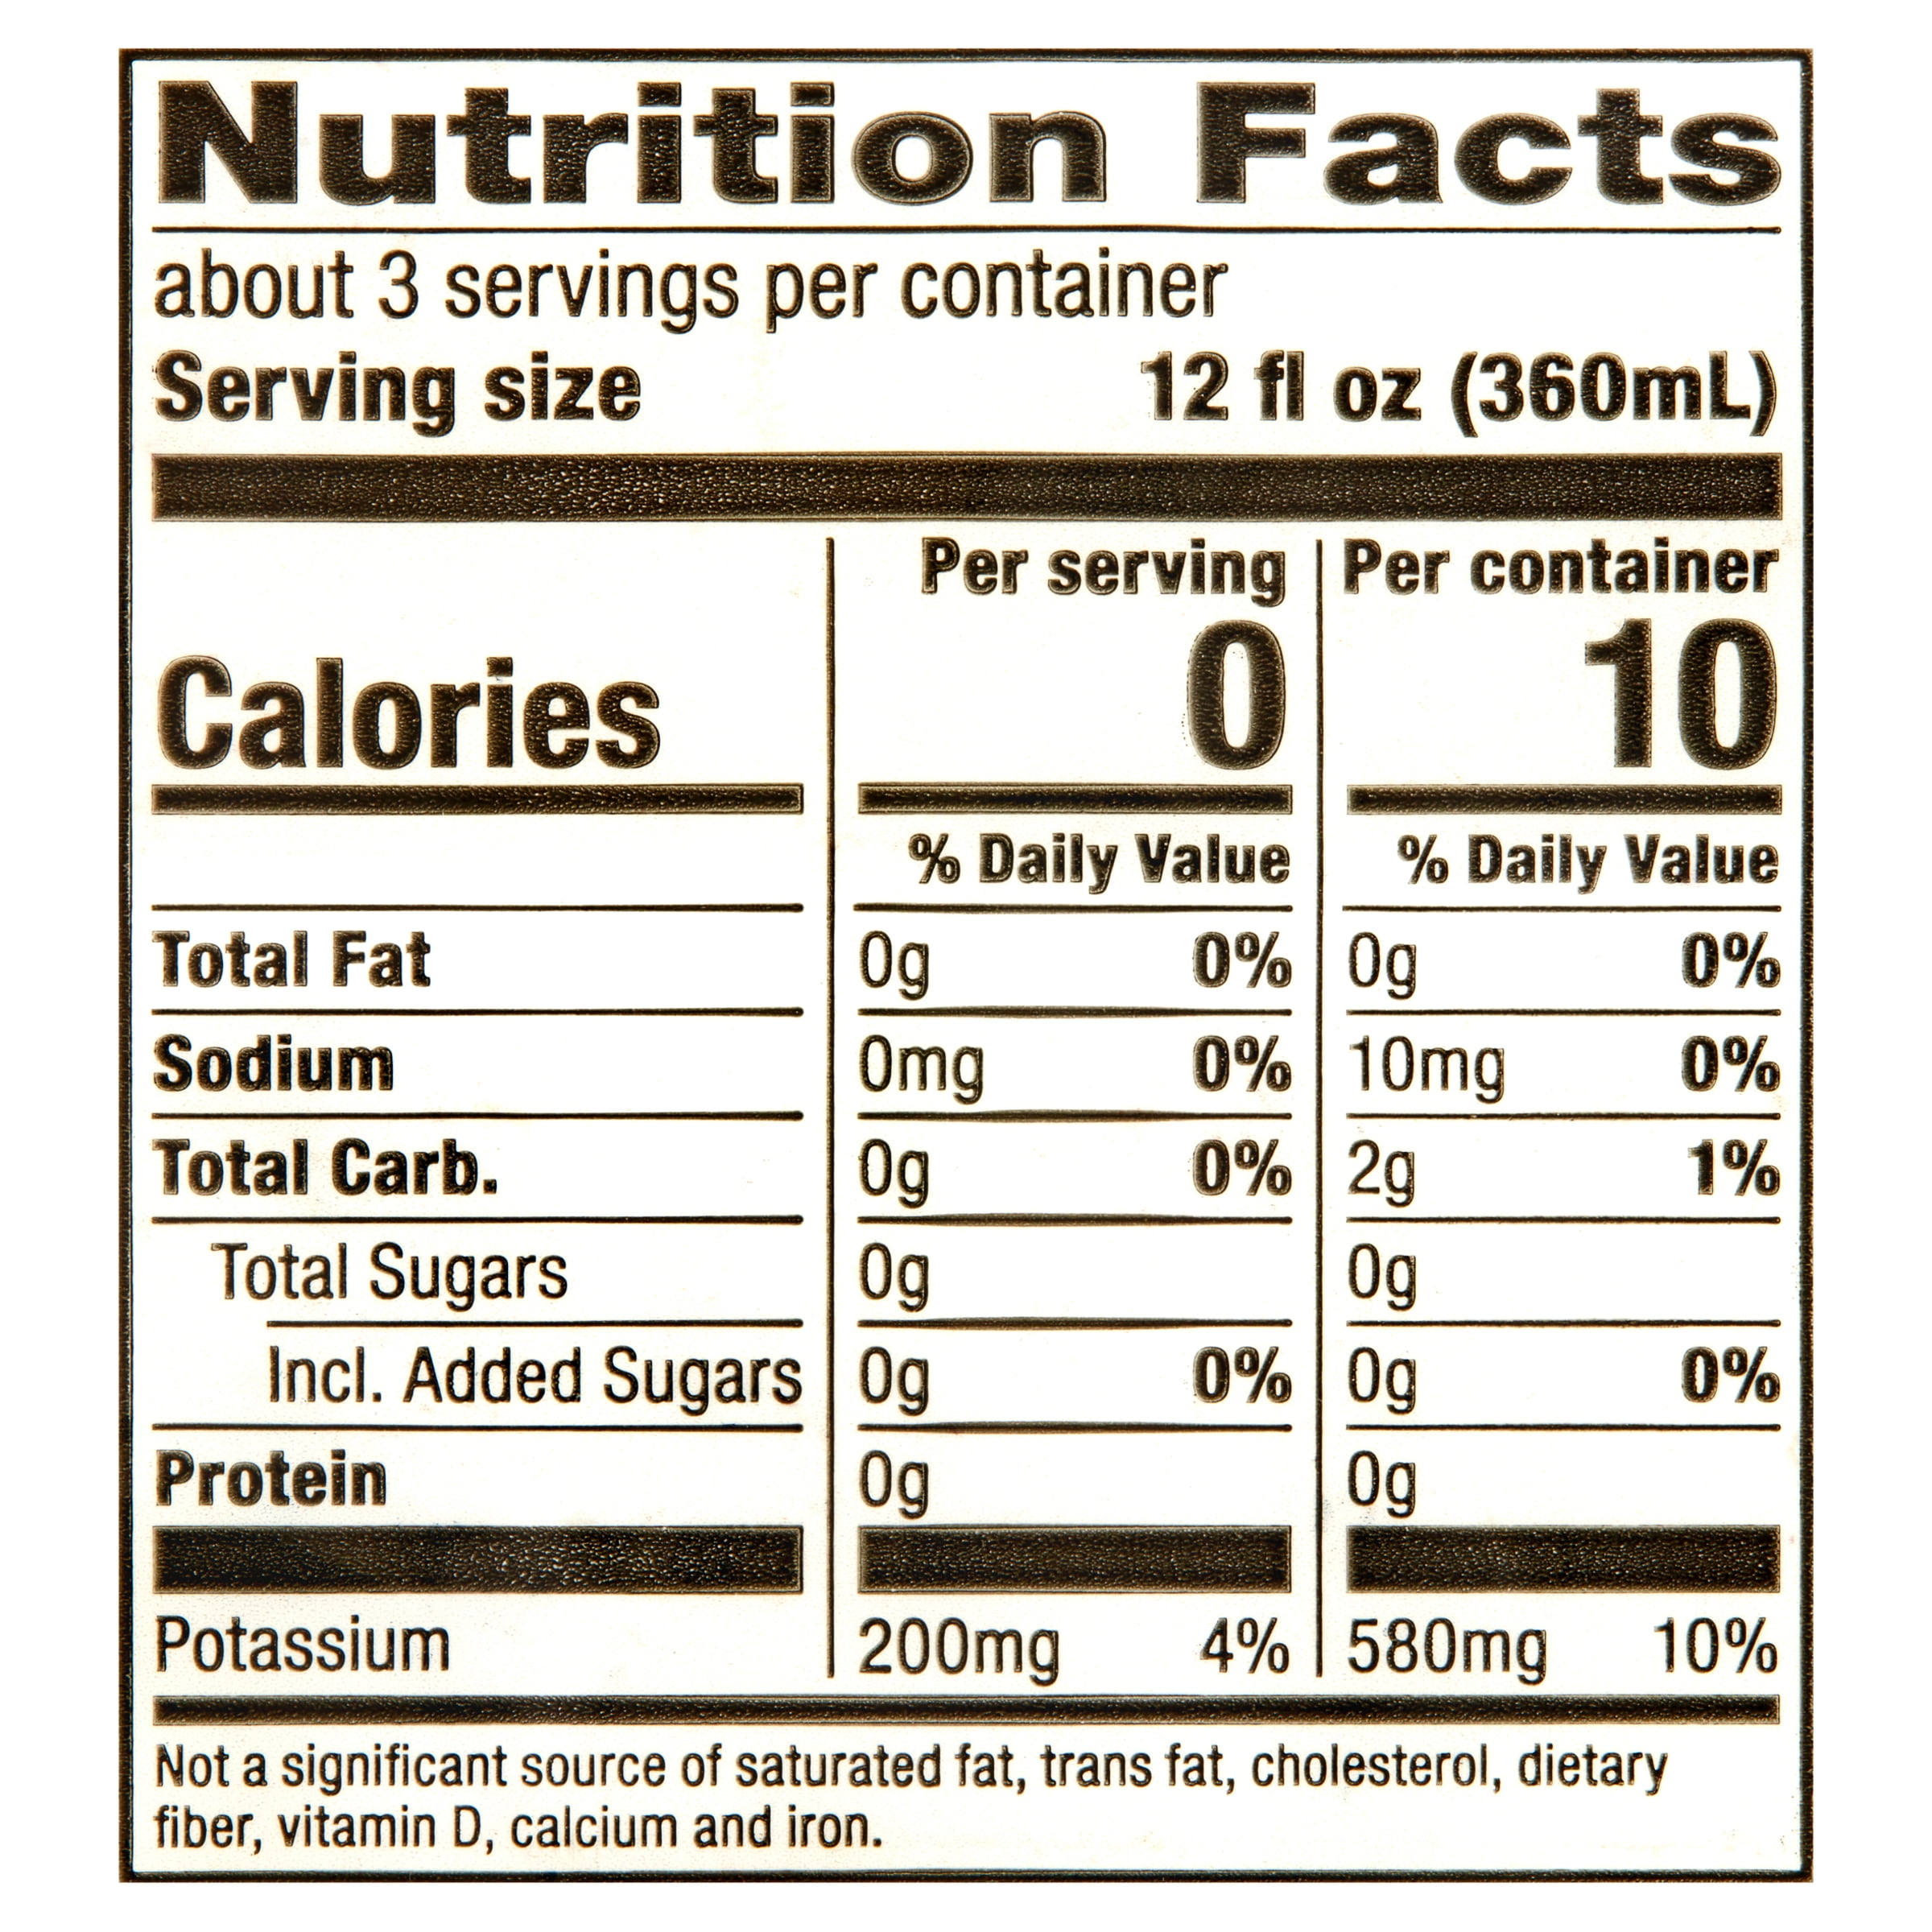 Nutrition Facts
about 3 servings per container
Serving size 12 fl oz (360mL)
Per serving Per container
Calories 0 10
% Daily Value % Daily Value
Total Fat 0g 0% 0g 0%
Sodium 0mg 0% 10mg 0%
Total Carb. 0g 0% 2g 1%
Total Sugars 0g 0g
Incl. Added Sugars 0g 0% 0g 0%
Protein 0g 0g
Potassium 200mg 4% 580mg 10%
Not a significant source of saturated fat, trans fat, cholesterol, dietary
fiber, vitamin D, calcium and iron.